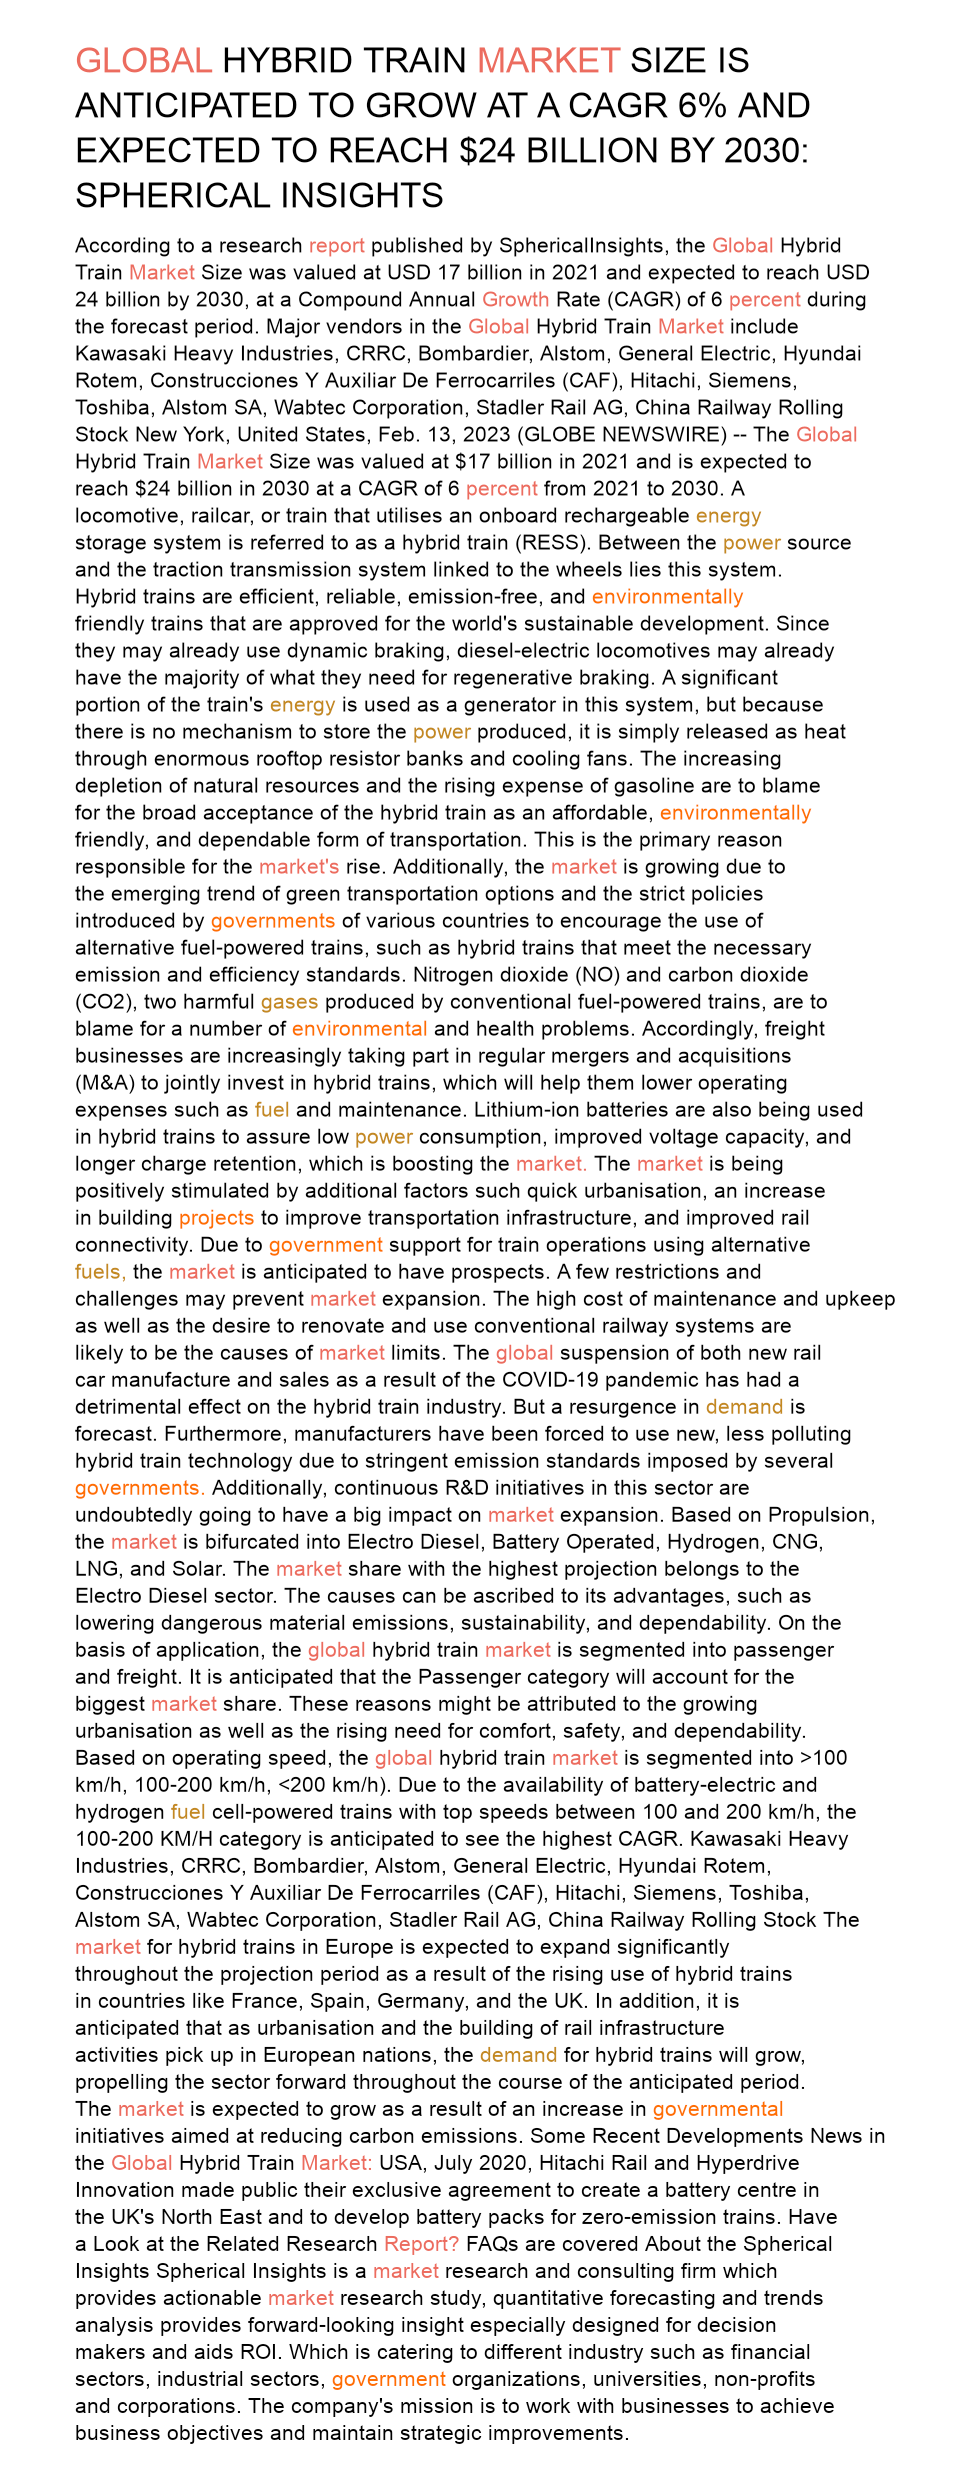 GLOBAL HYBRID TRAIN MARKET SIZE IS
ANTICIPATED TO GROW AT A CAGR 6% AND
EXPECTED TO REACH $24 BILLION BY 2030:
SPHERICAL INSIGHTS
According to a research report published by SphericalInsights, the Global Hybrid
Train Market Size was valued at USD 17 billion in 2021 and expected to reach USD
24 billion by 2030, at a Compound Annual Growth Rate (CAGR) of 6 percent during
the forecast period. Major vendors in the Global Hybrid Train Market include
Kawasaki Heavy Industries, CRRC, Bombardier, Alstom, General Electric, Hyundai
Rotem, Construcciones Y Auxiliar De Ferrocarriles (CAF), Hitachi, Siemens,
Toshiba, Alstom SA, Wabtec Corporation, Stadler Rail AG, China Railway Rolling
Stock New York, United States, Feb. 13, 2023 (GLOBE NEWSWIRE) -- The Global
Hybrid Train Market Size was valued at $17 billion in 2021 and is expected to
reach $24 billion in 2030 at a CAGR of 6 percent from 2021 to 2030. A
locomotive, railcar, or train that utilises an onboard rechargeable energy
storage system is referred to as a hybrid train (RESS). Between the power source
and the traction transmission system linked to the wheels lies this system.
Hybrid trains are efficient, reliable, emission-free, and environmentally
friendly trains that are approved for the world's sustainable development. Since
they may already use dynamic braking, diesel-electric locomotives may already
have the majority of what they need for regenerative braking. A significant
portion of the train's energy is used as a generator in this system, but because
there is no mechanism to store the power produced, it is simply released as heat
through enormous rooftop resistor banks and cooling fans. The increasing
depletion of natural resources and the rising expense of gasoline are to blame
for the broad acceptance of the hybrid train as an affordable, environmentally
friendly, and dependable form of transportation. This is the primary reason
responsible for the market's rise. Additionally, the market is growing due to
the emerging trend of green transportation options and the strict policies
introduced by governments of various countries to encourage the use of
alternative fuel-powered trains, such as hybrid trains that meet the necessary
emission and efficiency standards. Nitrogen dioxide (NO) and carbon dioxide
(CO2), two harmful gases produced by conventional fuel-powered trains, are to
blame for a number of environmental and health problems. Accordingly, freight
businesses are increasingly taking part in regular mergers and acquisitions
(M&A) to jointly invest in hybrid trains, which will help them lower operating
expenses such as fuel and maintenance. Lithium-ion batteries are also being used
in hybrid trains to assure low power consumption, improved voltage capacity, and
longer charge retention, which is boosting the market. The market is being
positively stimulated by additional factors such quick urbanisation, an increase
in building projects to improve transportation infrastructure, and improved rail
connectivity. Due to government support for train operations using alternative
fuels, the market is anticipated to have prospects. A few restrictions and
challenges may prevent market expansion. The high cost of maintenance and upkeep
as well as the desire to renovate and use conventional railway systems are
likely to be the causes of market limits. The global suspension of both new rail
car manufacture and sales as a result of the COVID-19 pandemic has had a
detrimental effect on the hybrid train industry. But a resurgence in demand is
forecast. Furthermore, manufacturers have been forced to use new, less polluting
hybrid train technology due to stringent emission standards imposed by several
governments. Additionally, continuous R&D initiatives in this sector are
undoubtedly going to have a big impact on market expansion. Based on Propulsion,
the market is bifurcated into Electro Diesel, Battery Operated, Hydrogen, CNG,
LNG, and Solar. The market share with the highest projection belongs to the
Electro Diesel sector. The causes can be ascribed to its advantages, such as
lowering dangerous material emissions, sustainability, and dependability. On the
basis of application, the global hybrid train market is segmented into passenger
and freight. It is anticipated that the Passenger category will account for the
biggest market share. These reasons might be attributed to the growing
urbanisation as well as the rising need for comfort, safety, and dependability.
Based on operating speed, the global hybrid train market is segmented into >100
km/h, 100-200 km/h, <200 km/h). Due to the availability of battery-electric and
hydrogen fuel cell-powered trains with top speeds between 100 and 200 km/h, the
100-200 KM/H category is anticipated to see the highest CAGR. Kawasaki Heavy
Industries, CRRC, Bombardier, Alstom, General Electric, Hyundai Rotem,
Construcciones Y Auxiliar De Ferrocarriles (CAF), Hitachi, Siemens, Toshiba,
Alstom SA, Wabtec Corporation, Stadler Rail AG, China Railway Rolling Stock The
market for hybrid trains in Europe is expected to expand significantly
throughout the projection period as a result of the rising use of hybrid trains
in countries like France, Spain, Germany, and the UK. In addition, it is
anticipated that as urbanisation and the building of rail infrastructure
activities pick up in European nations, the demand for hybrid trains will grow,
propelling the sector forward throughout the course of the anticipated period.
The market is expected to grow as a result of an increase in governmental
initiatives aimed at reducing carbon emissions. Some Recent Developments News in
the Global Hybrid Train Market: USA, July 2020, Hitachi Rail and Hyperdrive
Innovation made public their exclusive agreement to create a battery centre in
the UK's North East and to develop battery packs for zero-emission trains. Have
a Look at the Related Research Report? FAQs are covered About the Spherical
Insights Spherical Insights is a market research and consulting firm which
provides actionable market research study, quantitative forecasting and trends
analysis provides forward-looking insight especially designed for decision
makers and aids ROI. Which is catering to different industry such as financial
sectors, industrial sectors, government organizations, universities, non-profits
and corporations. The company's mission is to work with businesses to achieve
business objectives and maintain strategic improvements.